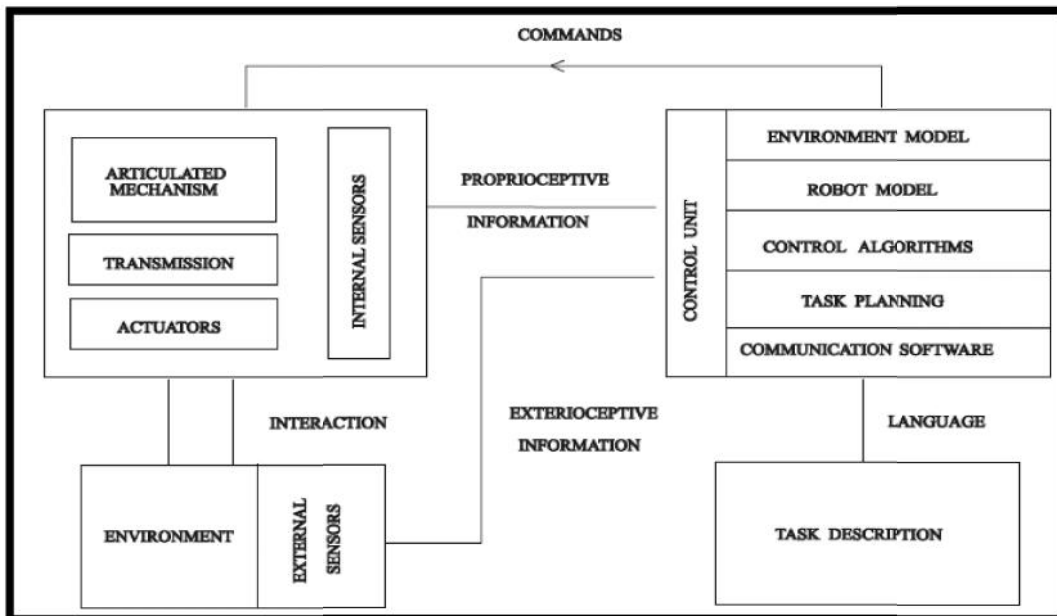 COMMANDS
ARTICULATED
MECHANISM
TRANSMISSION
ACTUATORS
INTERNAL SENSORS
PROPRIOCEPTIVE
INFORMATION
CONTROL UNIT
ENVIRONMENT MODEL
ROBOT MODEL
CONTROL ALGORITHMS
TASK PLANNING
COMMUNICATION SOFTWARE
INTERACTION
EXTERIOCEPTIVE
INFORMATION
LANGUAGE
ENVIRONMENT
EXTERNAL
SENSORS
TASK DESCRIPTION